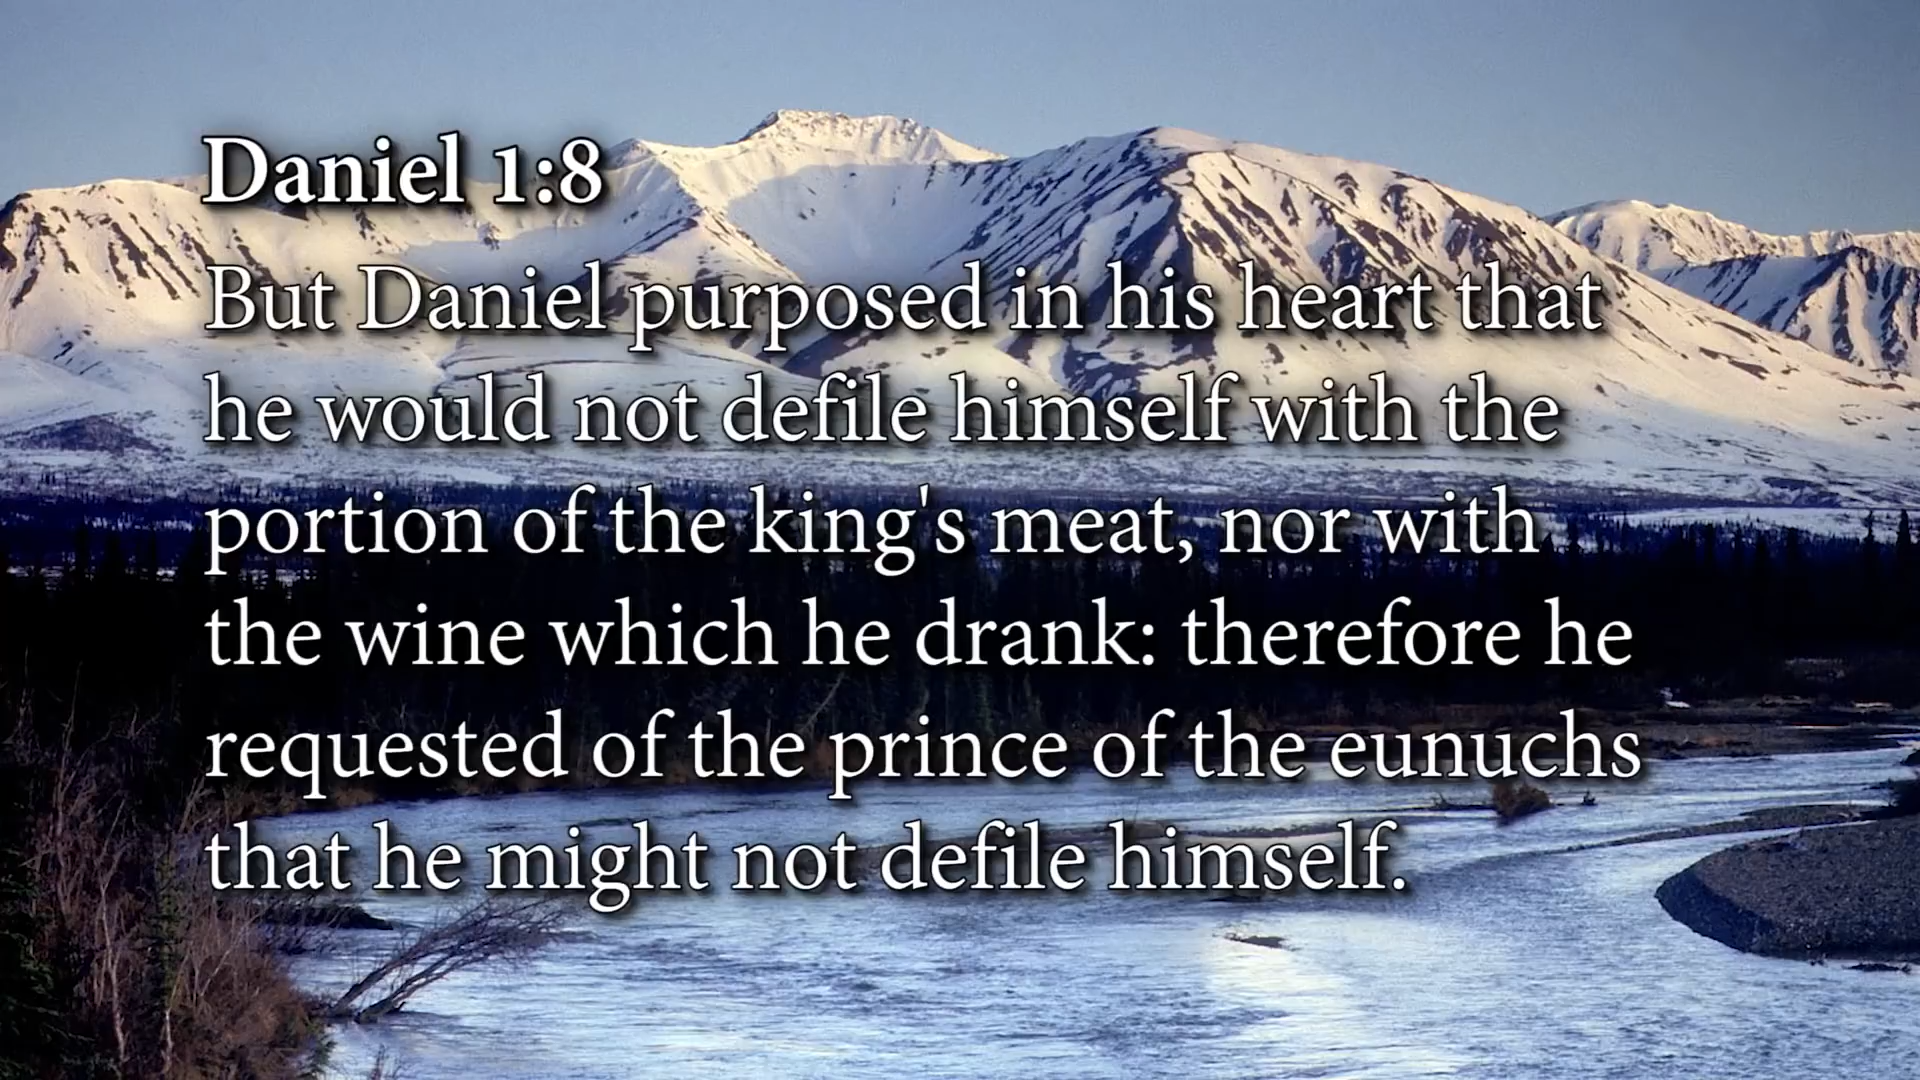 Daniel 1:8
But Daniel purposed in his heart that
he would not defile himself with the
portion of the king's meat, nor with
the wine which he drank: therefore he
requested of the prince of the eunuchs
that he might not defile himself.